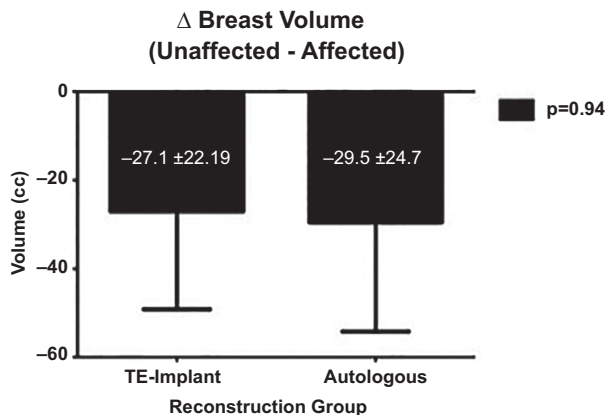 Δ Breast Volume
(Unaffected - Affected)
0
–20
–40
–60
Volume (cc)
–27.1 ±22.19
–29.5 ±24.7
p=0.94
TE-Implant
Autologous
Reconstruction Group